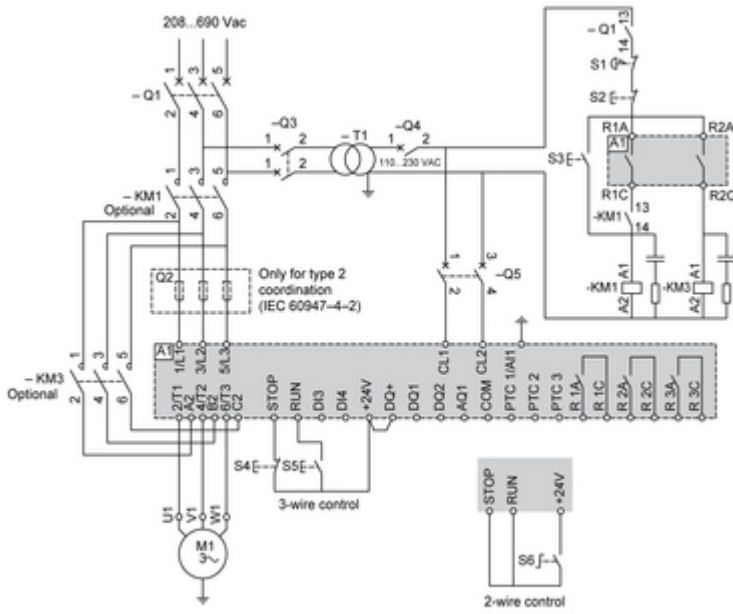 208...690 Vac
1
3
5
– Q1
2
4
6
–Q3
1
2
1
2
– T1
–Q4
1
2
110...230 VAC
13
– Q1
14
S1
S2
S3
R1A
R2A
A1
R1C
R2C
–KM1
13
14
-KM1
A1
A2
-KM3
A1
A2
1
3
5
– KM1
Optional
2
4
6
Q2
Only for type 2
coordination
(IEC 60947–4–2)
1
3
–Q5
2
4
1
3
5
– KM3
Optional
2
4
6
A1
1/L1
3/L2
5/L3
CL1
CL2
PTC 1/AI1
2/T1
A2
4/T2
B2
6/T3
C2
STOP
RUN
DI3
DI4
+24V
DQ+
DQ1
DQ2
AQ1
COM
PTC 2
PTC 3
R 1A
R 1C
R 2A
R 2C
R 3A
R 3C
S4
S5
3-wire control
U1
V1
W1
M1
3
STOP
RUN
+24V
S6
2-wire control